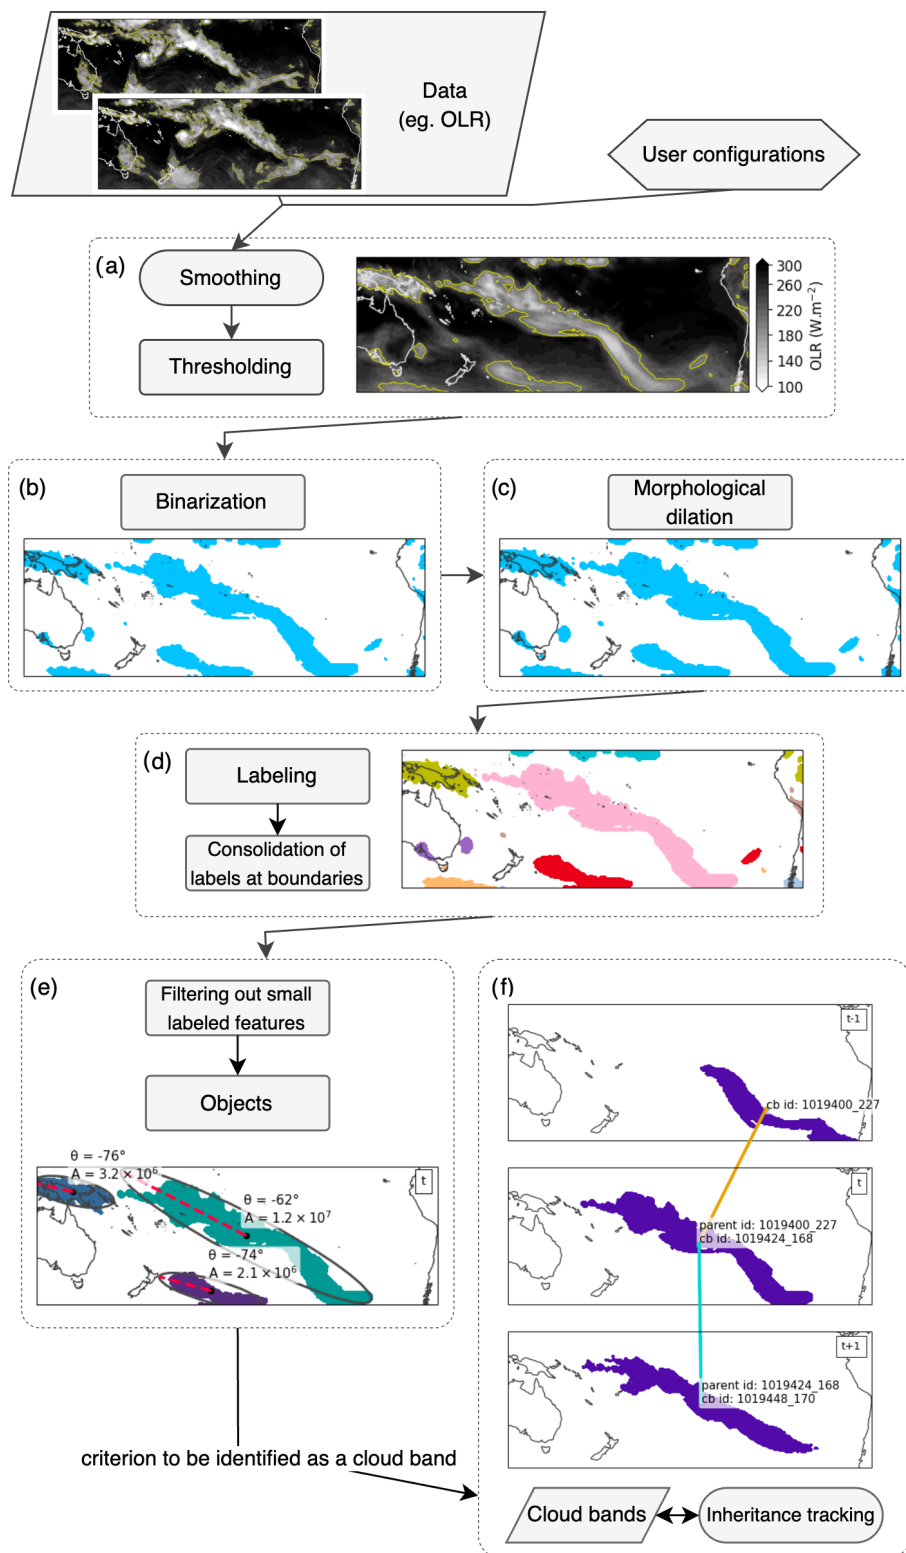 Data
(eg. OLR)
User configurations
(a)
Smoothing
Thresholding
300
260
220
180
140
100
OLR (W.m⁻²)
(b)
Binarization
(c)
Morphological
dilation
(d)
Labeling
Consolidation of
labels at boundaries
(e)
Filtering out small
labeled features
Objects
θ = -76°
A = 3.2 × 10⁶
t
θ = -62°
A = 1.2 × 10⁷
θ = -74°
A = 2.1 × 10⁶
criterion to be identified as a cloud band
(f)
t-1
cb id: 1019400_227
t
parent id: 1019400_227
cb id: 1019424_168
t+1
parent id: 1019424_168
cb id: 1019448_170
Cloud bands
Inheritance tracking